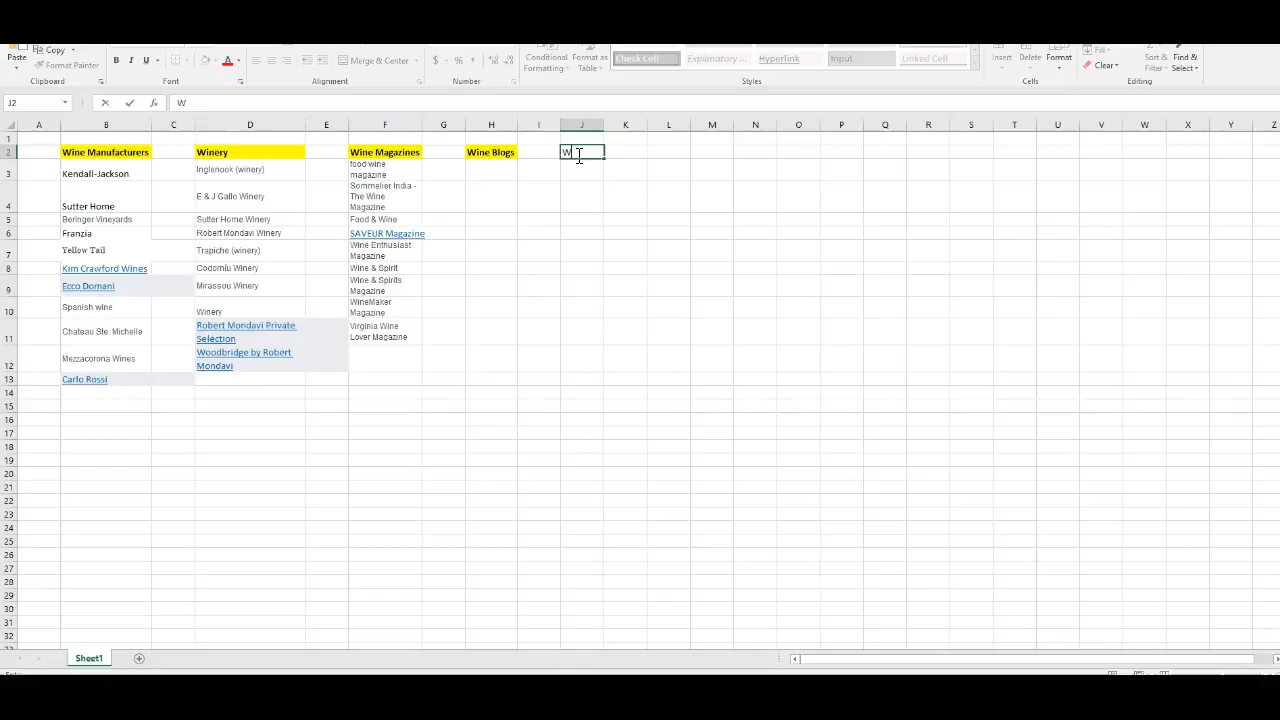 Copy
Paste
Format Painter
B I U A
Merge & Center
$ %
Conditional
Formatting
Format as
Table
Check Cell
Explanatory ...
Hyperlink
Input
Linked Cell
Insert Delete Format
Fill
Clear
Sort &
Filter
Find &
Select
Clipboard Font Alignment Number Styles Cells Editing
J2 fx W
A B C D E F G H I J K L M N O P Q R S T U V W X Y Z
1
2 Wine Manufacturers Winery Wine Magazines Wine Blogs W
3 Kendall-Jackson Inglenook (winery) food wine
magazine
4 Sutter Home E & J Gallo Winery Sommelier India -
The Wine
Magazine
5 Beringer Vineyards Sutter Home Winery Food & Wine
6 Franzia Robert Mondavi Winery SAVEUR Magazine
7 Yellow Tail Trapiche (winery) Wine Enthusiast
Magazine
8 Kim Crawford Wines Codorníu Winery Wine & Spirit
9 Ecco Domani Mirassou Winery Wine & Spirits
Magazine
10 Spanish wine Winery WineMaker
Magazine
11 Chateau Ste. Michelle Robert Mondavi Private
Selection Virginia Wine
Lover Magazine
12 Mezzacorona Wines Woodbridge by Robert
Mondavi
13 Carlo Rossi
14
15
16
17
18
19
20
21
22
23
24
25
26
27
28
29
30
31
32
Sheet1